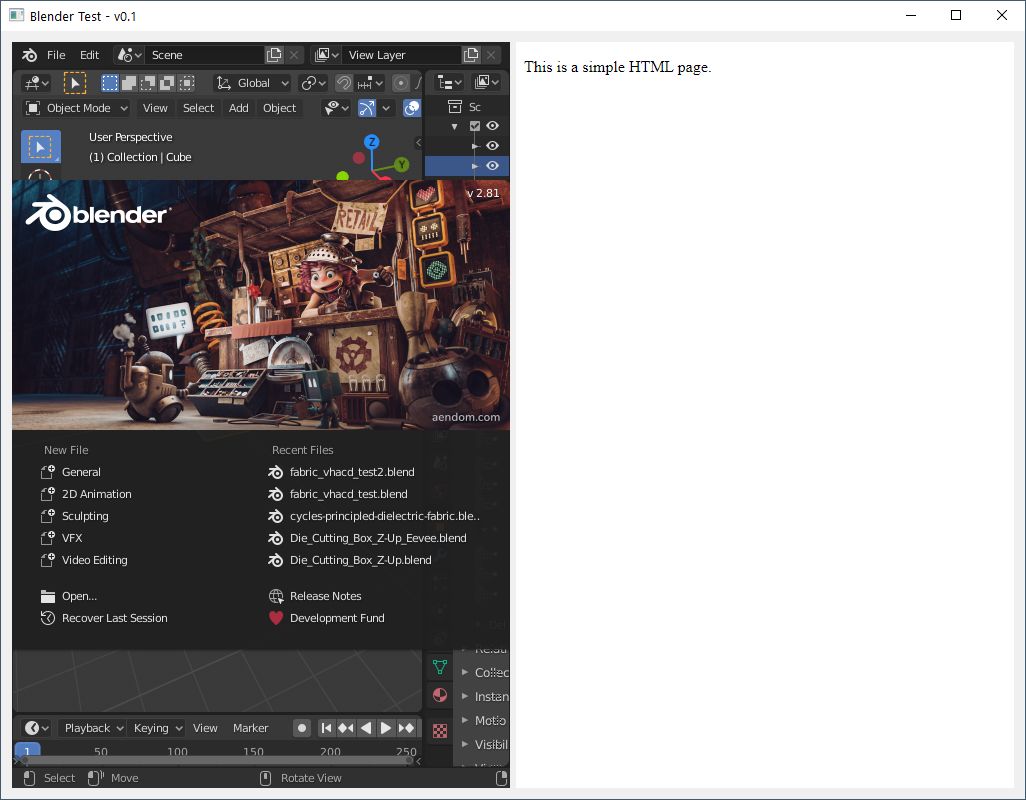 Blender Test - v0.1
File Edit Scene View Layer
Global
Object Mode View Select Add Object
Sc
User Perspective
(1) Collection | Cube
Z
Y
v 2.81
blender
RETAIL
aendom.com
New File
General
2D Animation
Sculpting
VFX
Video Editing
Open...
Recover Last Session
Recent Files
fabric_vhacd_test2.blend
fabric_vhacd_test.blend
cycles-principled-dielectric-fabric.ble..
Die_Cutting_Box_Z-Up_Eevee.blend
Die_Cutting_Box_Z-Up.blend
Release Notes
Development Fund
Collec
Instan
Motio
Visibil
Playback Keying View Marker
1 50 100 150 200 250
Select Move Rotate View
This is a simple HTML page.